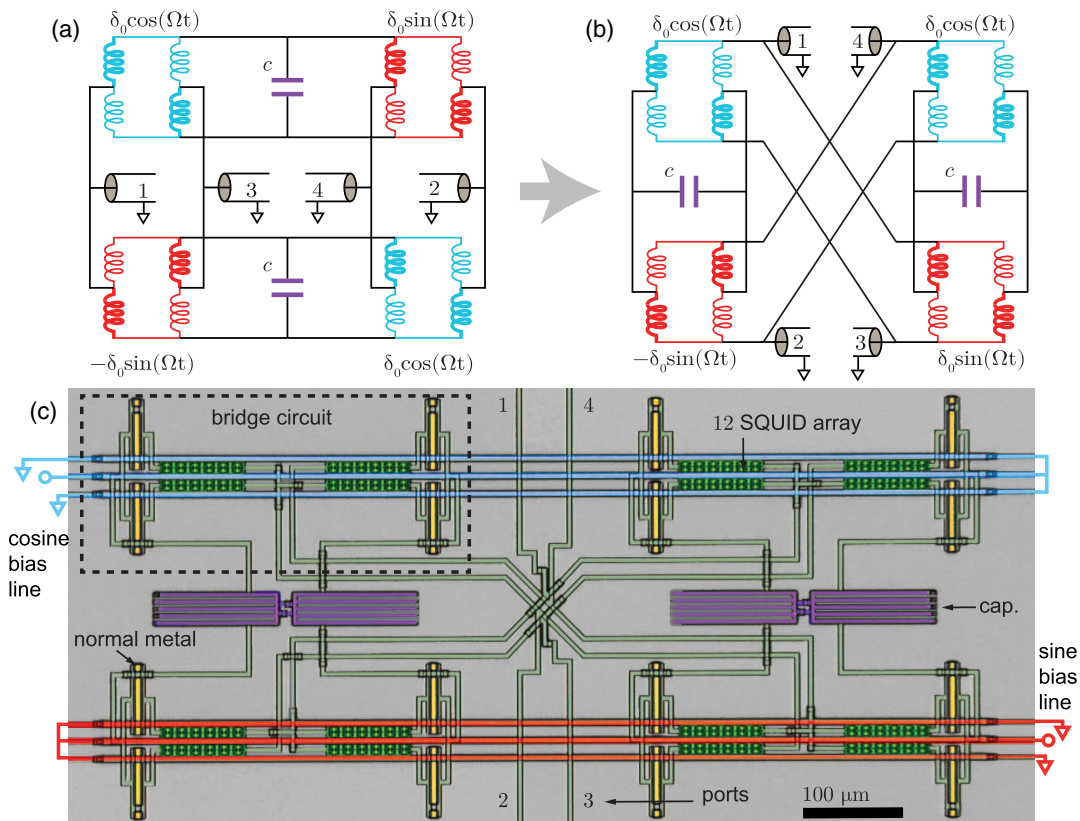 (a)
δ₀cos(Ωt)
δ₀sin(Ωt)
c
1
3
4
2
c
-δ₀sin(Ωt)
δ₀cos(Ωt)
(b)
δ₀cos(Ωt)
1
4
δ₀cos(Ωt)
c
c
2
3
-δ₀sin(Ωt)
δ₀sin(Ωt)
(c)
bridge circuit
1
4
12 SQUID array
cosine
bias
line
normal metal
cap.
sine
bias
line
2
3
ports
100 μm